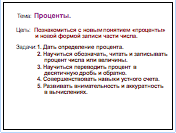 Тема: Проценты.
Цель: Познакомиться с новым понятием «проценты»
и новой формой записи части числа.
Задачи: 1. Дать определение процента.
2. Научиться обозначать, читать и записывать
процент числа или величины.
3. Научиться переводить процент в
десятичную дробь и обратно.
4. Совершенствовать навыки устного счета.
5. Развивать внимательность и аккуратность
в вычислениях.